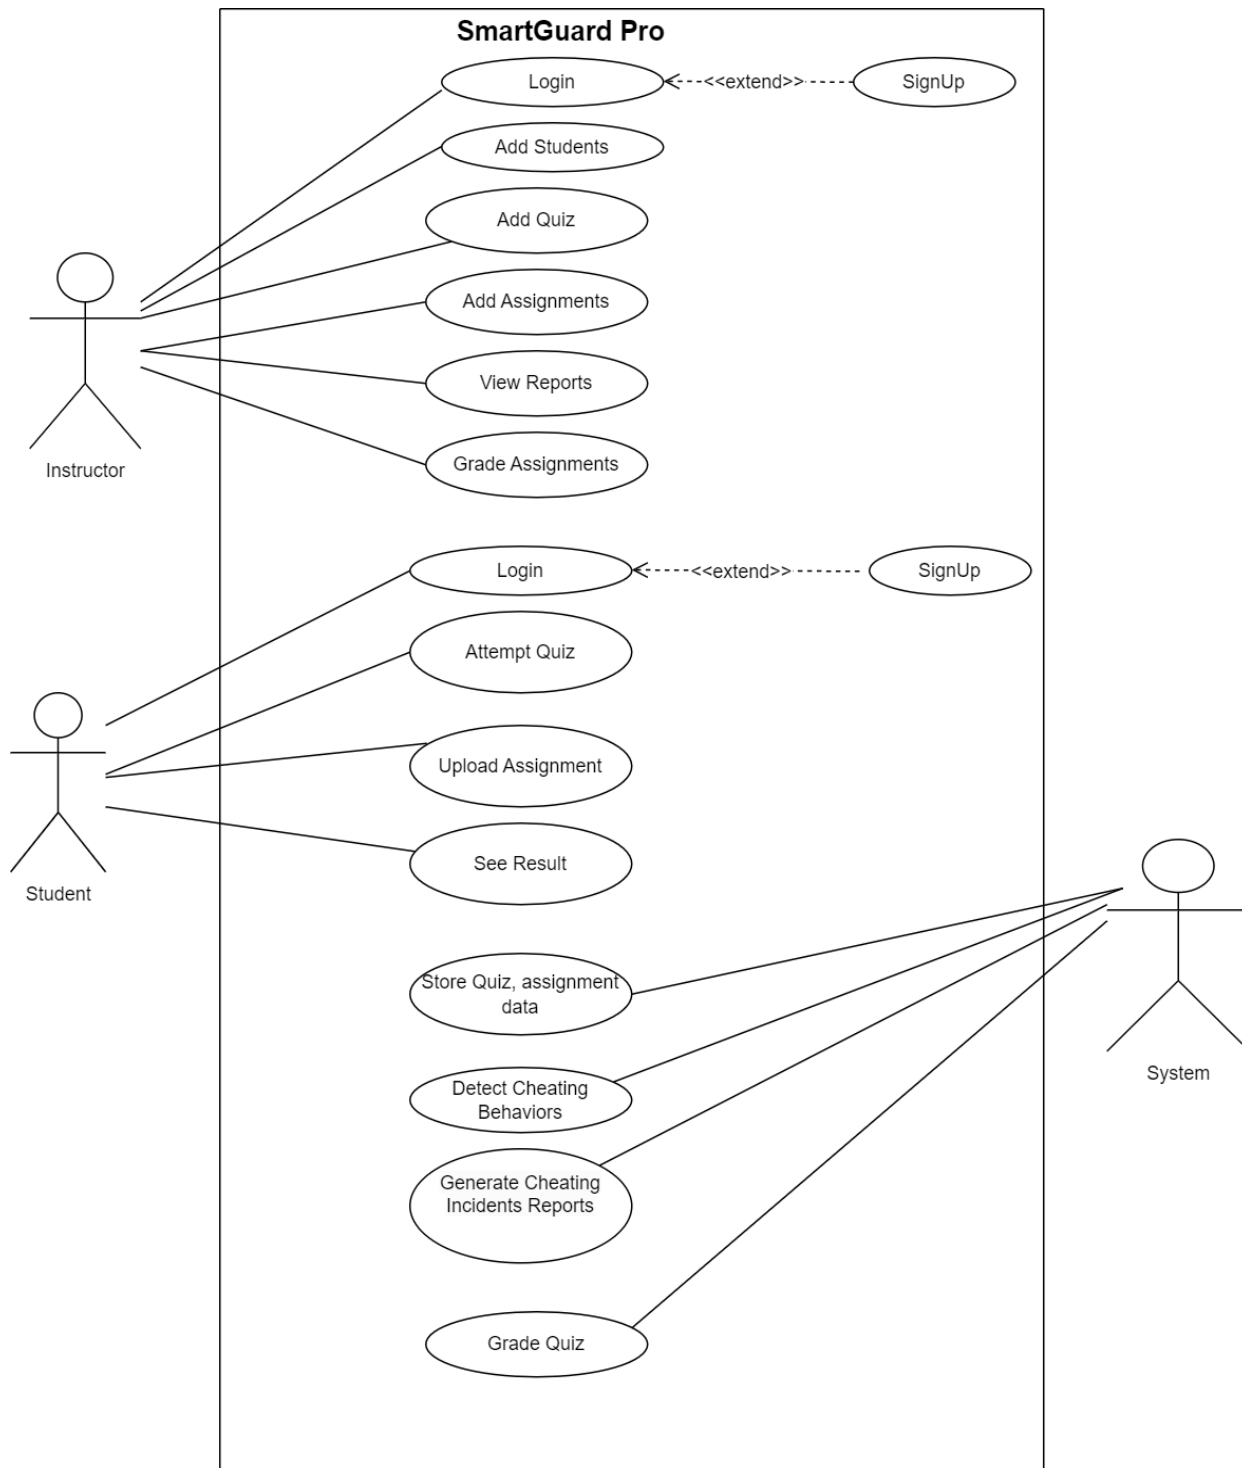 SmartGuard Pro
Login
<<extend>>
SignUp
Add Students
Add Quiz
Add Assignments
View Reports
Grade Assignments
Instructor
Login
<<extend>>
SignUp
Attempt Quiz
Upload Assignment
See Result
Student
Store Quiz, assignment
data
Detect Cheating
Behaviors
System
Generate Cheating
Incidents Reports
Grade Quiz